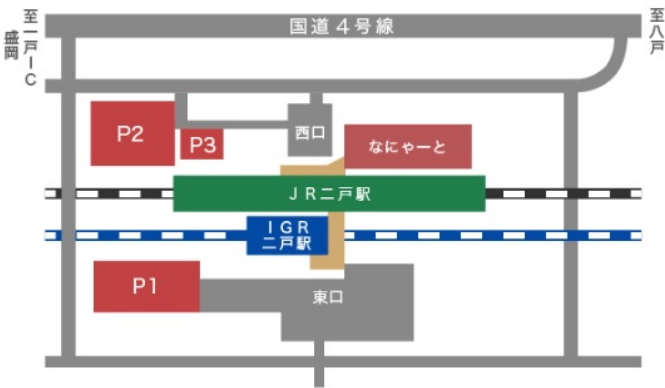 至一戸IC
盛岡
国道4号線
至八戸
P2
P3
西口
なにゃーと
JR二戸駅
IGR
二戸駅
P1
東口